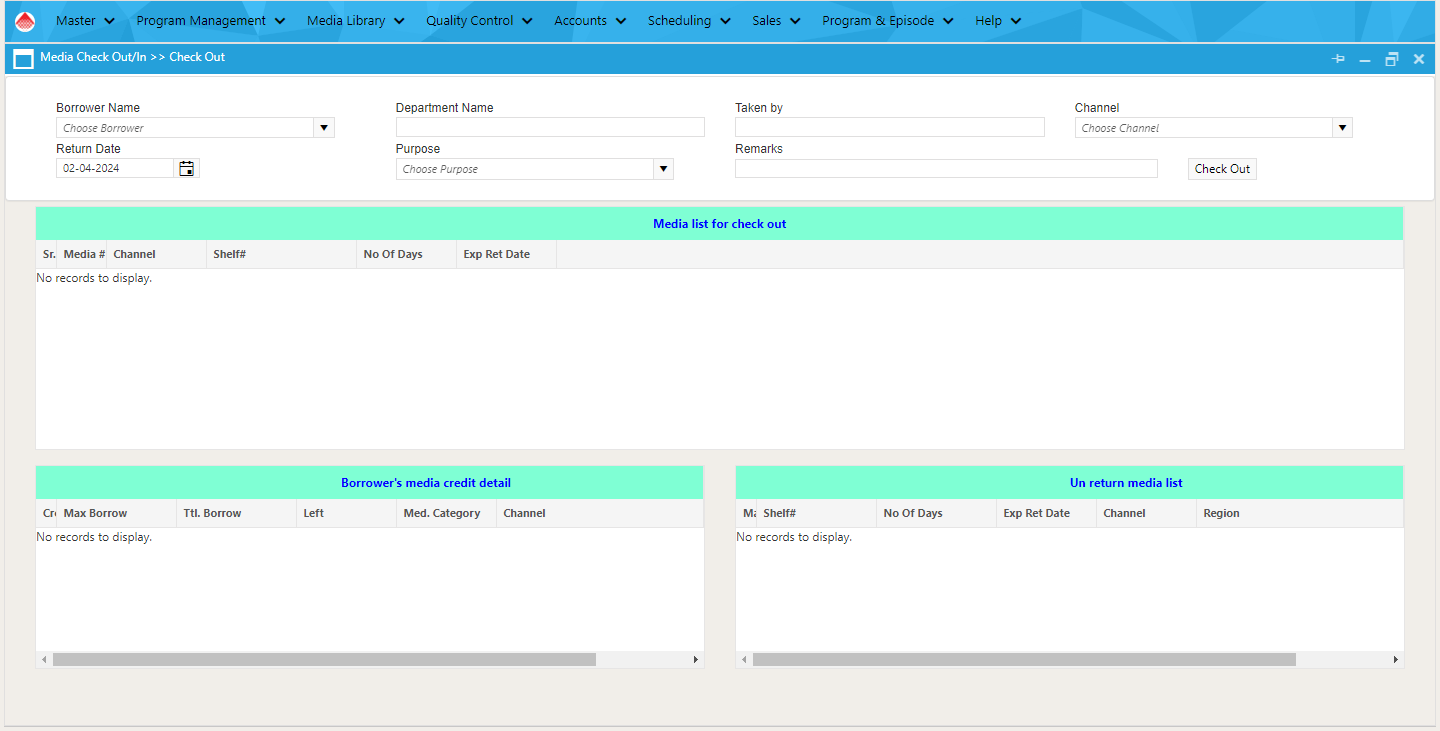 Master Program Management Media Library Quality Control Accounts Scheduling Sales Program & Episode Help
Media Check Out/In >> Check Out
Borrower Name Department Name Taken by Channel
Choose Borrower Choose Channel
Return Date Purpose Remarks
02-04-2024 Choose Purpose Check Out
Media list for check out
Sr. Media # Channel Shelf# No Of Days Exp Ret Date
No records to display.
Borrower's media credit detail
Cre Max Borrow Ttl. Borrow Left Med. Category Channel
No records to display.
Un return media list
Ma Shelf# No Of Days Exp Ret Date Channel Region
No records to display.